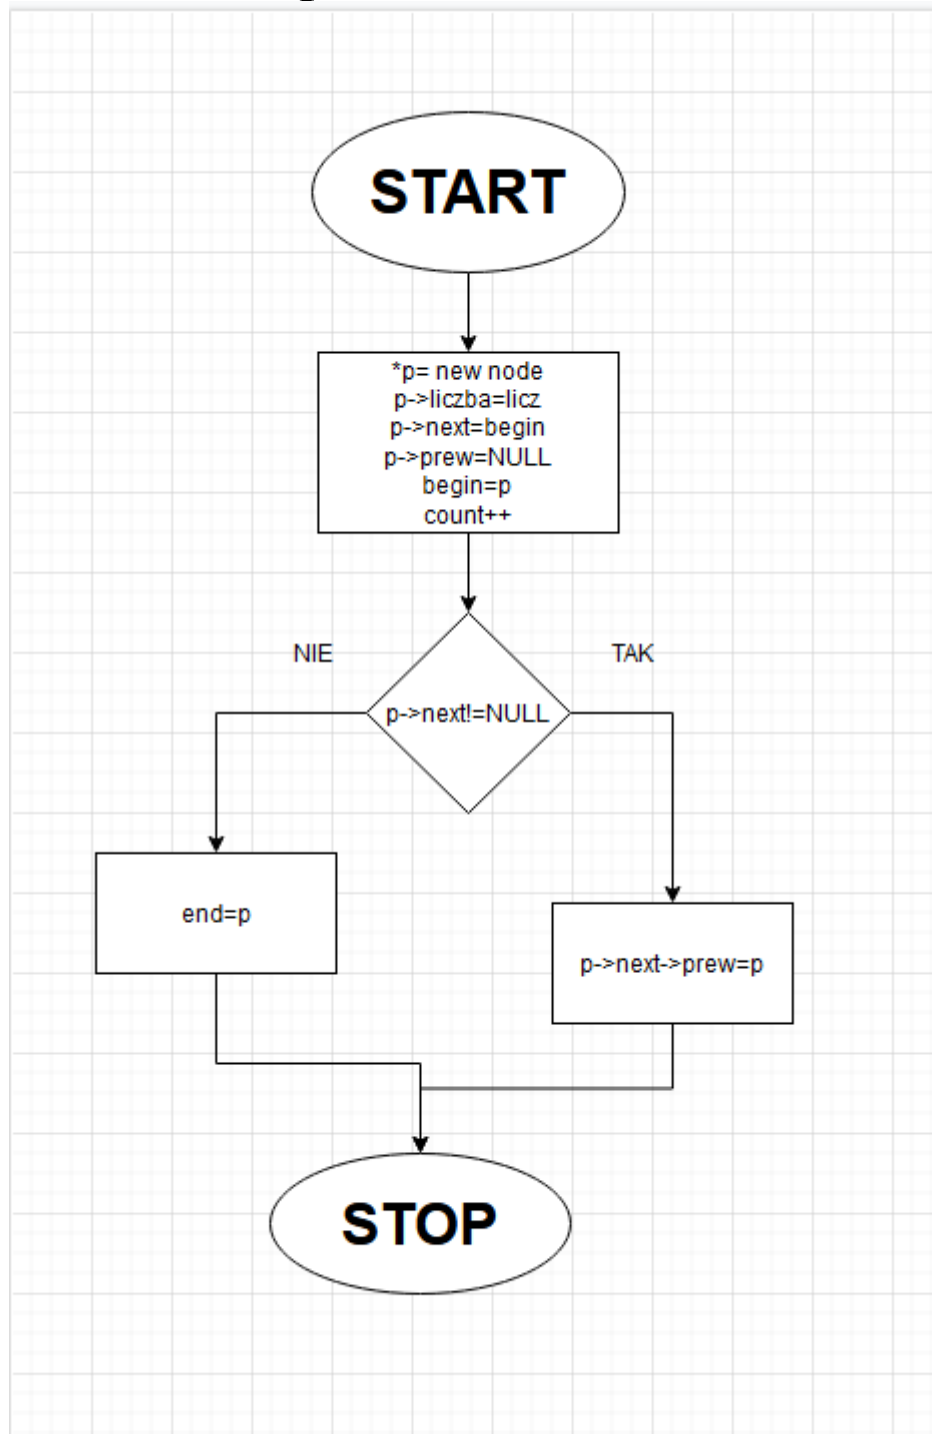 START
*p= new node
p->liczba=licz
p->next=begin
p->prew=NULL
begin=p
count++
NIE
TAK
p->next!=NULL
end=p
p->next->prew=p
STOP